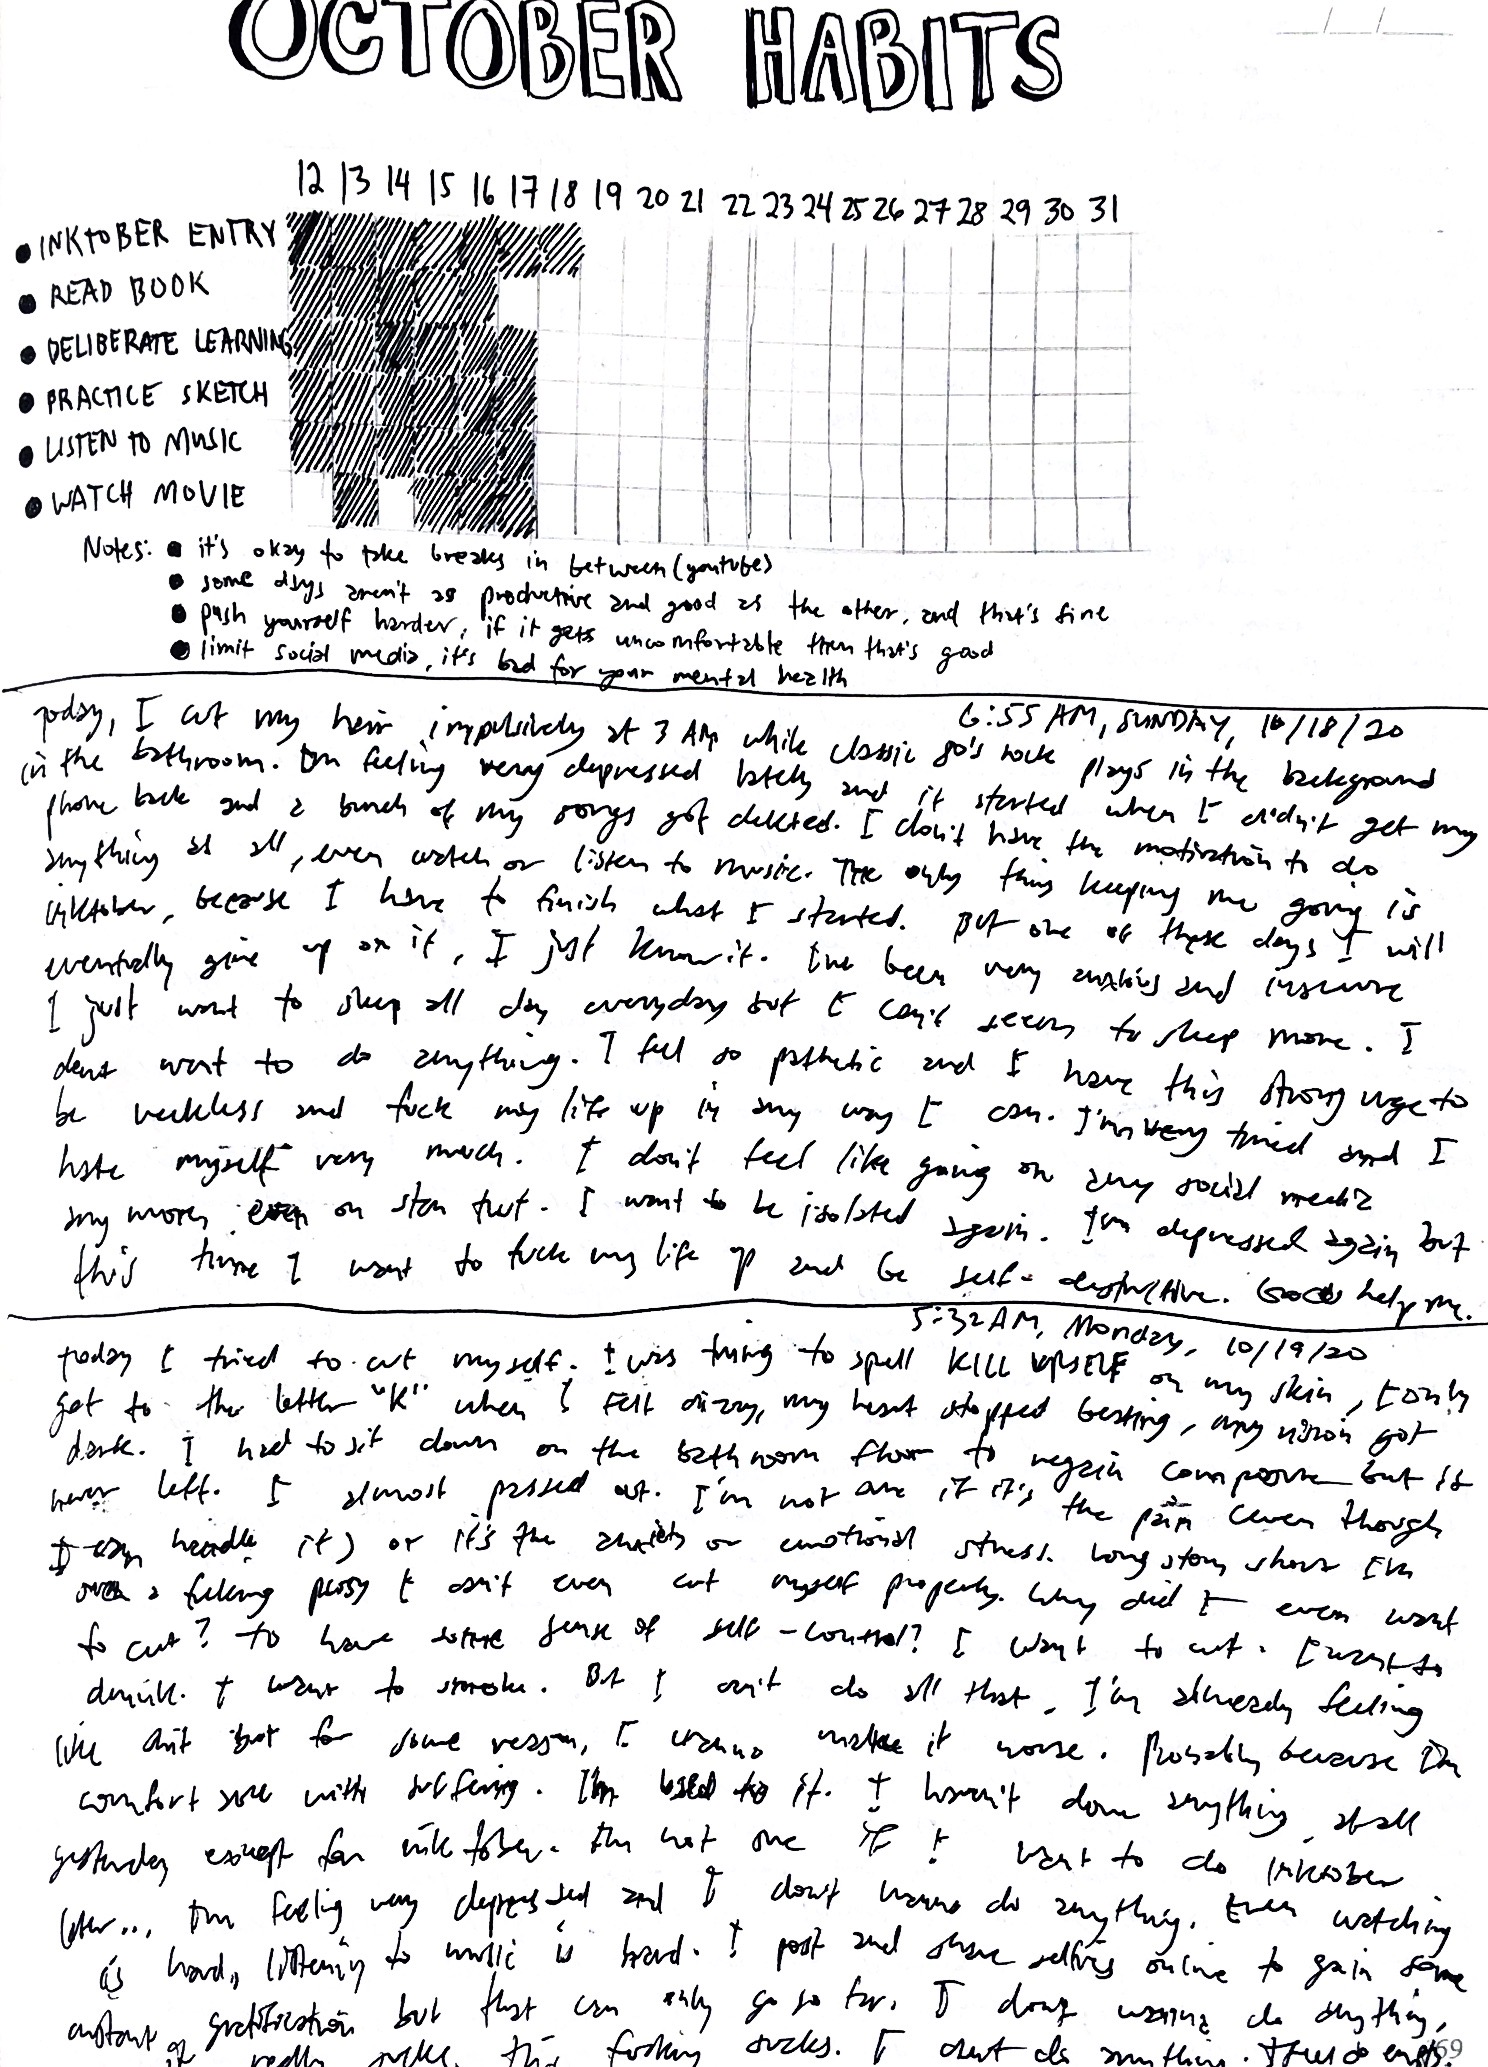 OCTOBER HABITS
12 13 14 15 16 17 18 19 20 21 22 23 24 25 26 27 28 29 30 31
• INKTOBER ENTRY
• READ BOOK
• DELIBERATE LEARNING
• PRACTICE SKETCH
• LISTEN TO MUSIC
• WATCH MOVIE
Notes: • it's okay to take breaks in between (youtube)
• some days aren't as productive and good as the other, and that's fine
• push yourself harder, if it gets uncomfortable then that's good
• limit social media, it's bad for your mental health
6:55 AM, SUNDAY, 10/18/20
today, I cut my hair impulsively at 3 AM while classic 80's rock plays in the background
in the bathroom. I'm feeling very depressed lately and it started when I didn't get my
phone back and a bunch of my songs got deleted. I don't have the motivation to do
anything at all, even watch or listen to music. The only thing keeping me going is
inktober, because I have to finish what I started. But one of these days I will
eventually give up on it, I just know it. I've been very anxious and insecure
I just want to sleep all day everyday but I can't seem to sleep more. I
dont want to do anything. I feel so pathetic and I have this strong urge to
be reckless and fuck my life up in any way I can. I'm very tired and I
hate myself very much. I don't feel like going on any social media
any more, even on stan twt. I want to be isolated again. I'm depressed again but
this time I want to fuck my life up and be self-destructive. God help me.
5:32 AM, Monday, 10/19/20
today I tried to cut myself. I was trying to spell KILL URSELF on my skin, I only
got to the letter "K" when I felt dizzy, my heart stopped beating, my vision got
dark. I had to sit down on the bathroom floor to regain composure but it
never left. I almost passed out. I'm not sure if it's the pain (even though
I can handle it) or it's the anxiety or emotional stress. Long story short I'm
such a fucking pussy I can't even cut myself properly. Why did I even want
to cut? To have some sense of self-control? I want to cut. I want to
drink. I want to smoke. But I can't do all that, I'm already feeling
like shit but for some reason, I wanna make it worse. Probably because I'm
comfortable with suffering. I'm used to it. I haven't done anything at all
yesterday except for inktober. I'm not sure if I want to do inktober
later... I'm feeling very depressed and I don't wanna do anything. Even watching
is hard, listening to music is hard. I post and share selfies online to gain some
instant gratification but that can only go so far. I dont wanna do anything,
it really sucks, this fucking sucks. I dont do anything.
69